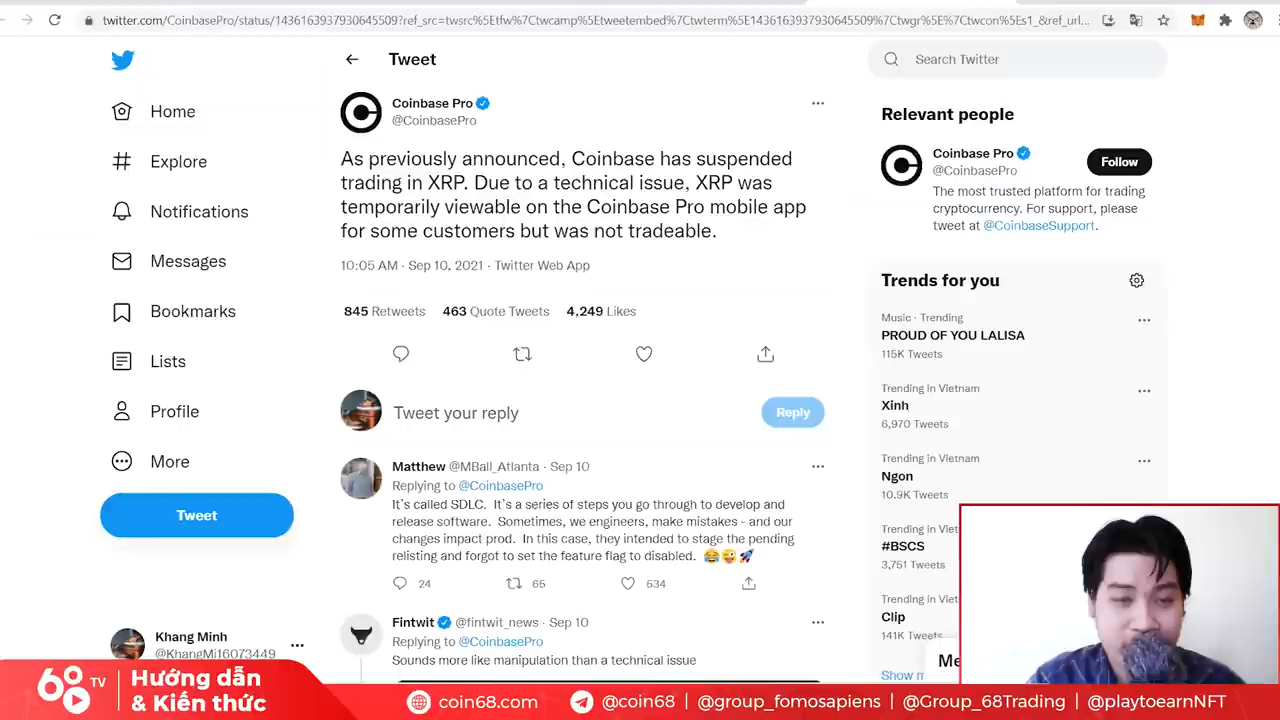 twitter.com/CoinbasePro/status/1436163937930645509?ref_src=twsrc%5Etfw%7Ctwcamp%5Etweetembed%7Ctwterm%5E1436163937930645509%7Ctwgr%5E%7Ctwcon%5Es1_&ref_url...
Tweet
Search Twitter
Home
Explore
Notifications
Messages
Bookmarks
Lists
Profile
More
Tweet
Khang Minh
@KhangMi16073449
Coinbase Pro
@CoinbasePro
As previously announced, Coinbase has suspended
trading in XRP. Due to a technical issue, XRP was
temporarily viewable on the Coinbase Pro mobile app
for some customers but was not tradeable.
10:05 AM · Sep 10, 2021 · Twitter Web App
845 Retweets 463 Quote Tweets 4,249 Likes
Tweet your reply
Reply
Matthew @MBall_Atlanta · Sep 10
Replying to @CoinbasePro
It's called SDLC. It's a series of steps you go through to develop and
release software. Sometimes, we engineers, make mistakes - and our
changes impact prod. In this case, they intended to stage the pending
relisting and forgot to set the feature flag to disabled. 😂😜🚀
24 65 534
Fintwit @fintwit_news · Sep 10
Replying to @CoinbasePro
Sounds more like manipulation than a technical issue
Relevant people
Coinbase Pro
@CoinbasePro
Follow
The most trusted platform for trading
cryptocurrency. For support, please
tweet at @CoinbaseSupport.
Trends for you
Music · Trending
PROUD OF YOU LALISA
115K Tweets
Trending in Vietnam
Xinh
6,970 Tweets
Trending in Vietnam
Ngon
10.9K Tweets
Trending in Vietn
#BSCS
3,751 Tweets
Trending in Vietn
Clip
141K Tweets
Show m
Me
68 TV
Hướng dẫn
& Kiến thức
coin68.com
@coin68 | @group_fomosapiens | @Group_68Trading | @playtoearnNFT